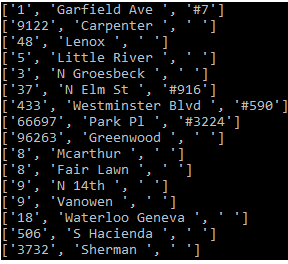 ['1', 'Garfield Ave ', '#7']
['9122', 'Carpenter ', ' ']
['48', 'Lenox ', ' ']
['5', 'Little River ', ' ']
['3', 'N Groesbeck ', ' ']
['37', 'N Elm St ', '#916']
['433', 'Westminster Blvd ', '#590']
['66697', 'Park Pl ', '#3224']
['96263', 'Greenwood ', ' ']
['8', 'Mcarthur ', ' ']
['8', 'Fair Lawn ', ' ']
['9', 'N 14th ', ' ']
['9', 'Vanowen ', ' ']
['18', 'Waterloo Geneva ', ' ']
['506', 'S Hacienda ', ' ']
['3732', 'Sherman ', ' ']